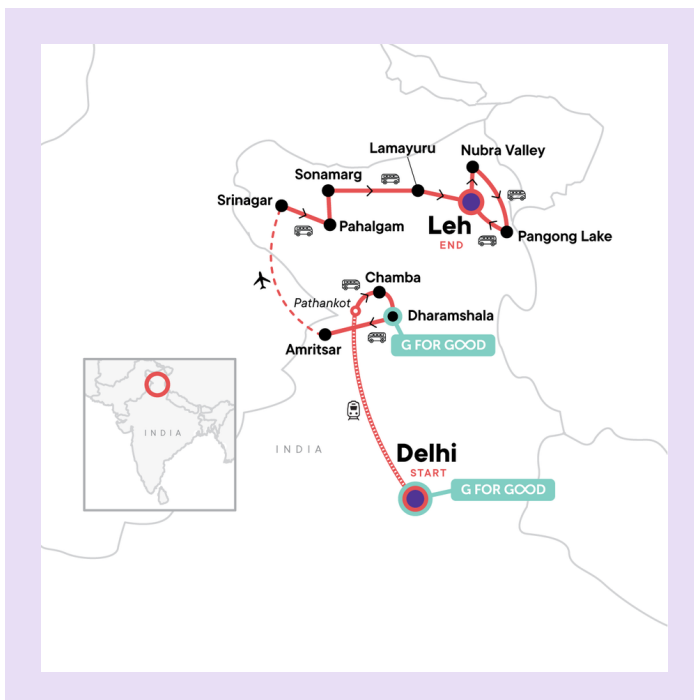 Lamayuru
Nubra Valley
Sonamarg
Srinagar
Pahalgam
Leh
END
Pangong Lake
Chamba
Pathankot
Dharamshala
Amritsar
G FOR GOOD
INDIA
INDIA
Delhi
START
G FOR GOOD